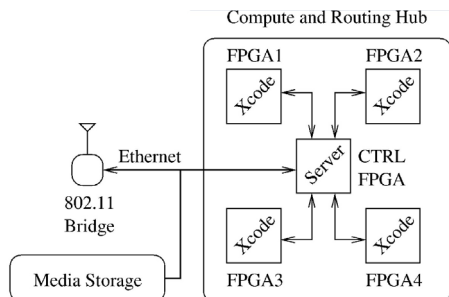 Compute and Routing Hub
FPGA1
FPGA2
Xcode
Xcode
Ethernet
Server
CTRL
FPGA
802.11
Bridge
Xcode
Xcode
Media Storage
FPGA3
FPGA4